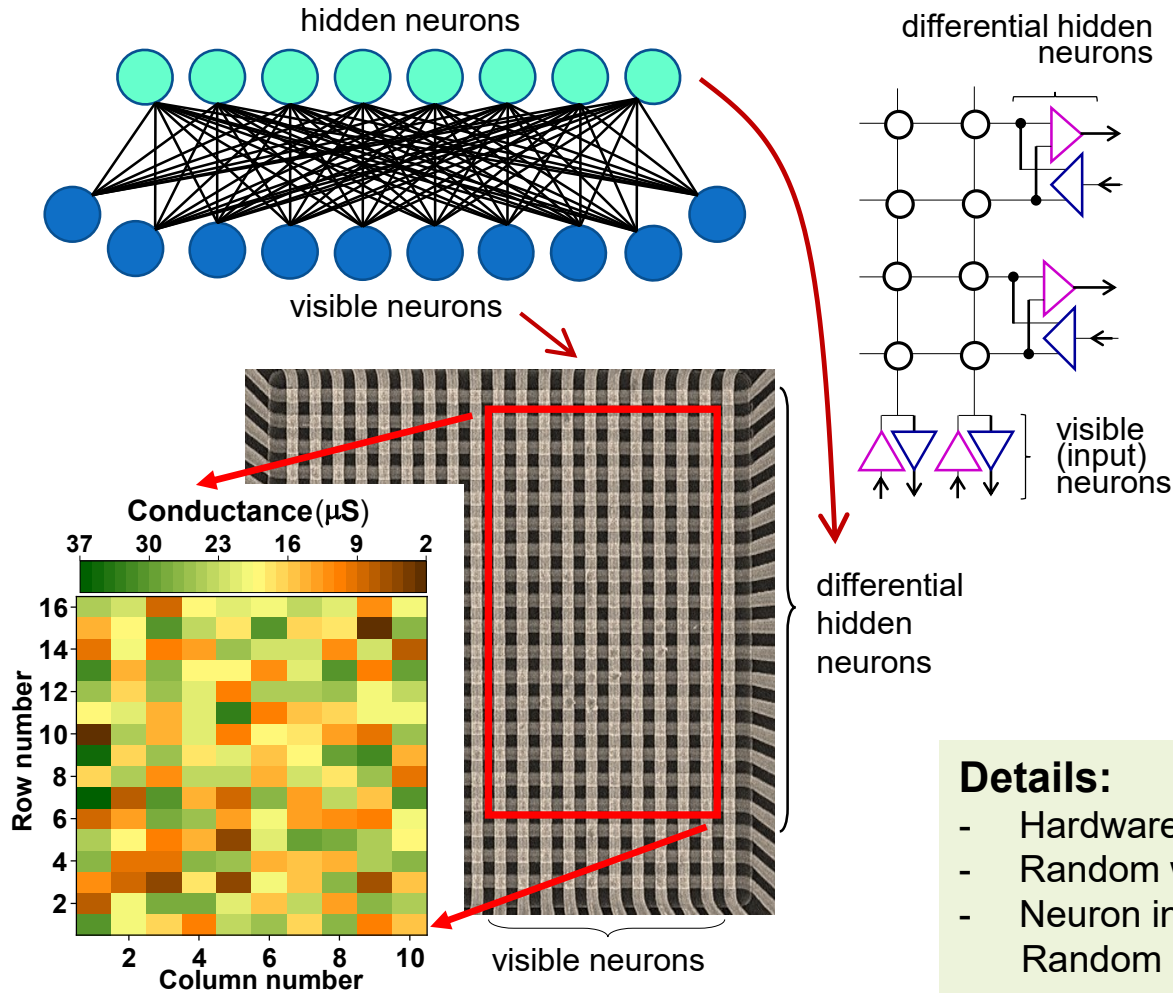 hidden neurons
differential hidden
neurons
visible neurons
visible
(input)
neurons
Conductance (μS)
37 30 23 16 9 2
Row number
16
14
12
10
8
6
4
2
2 4 6 8 10
Column number
differential
hidden
neurons
visible neurons
Details:
- Hardware
- Random
- Neuron in
Random